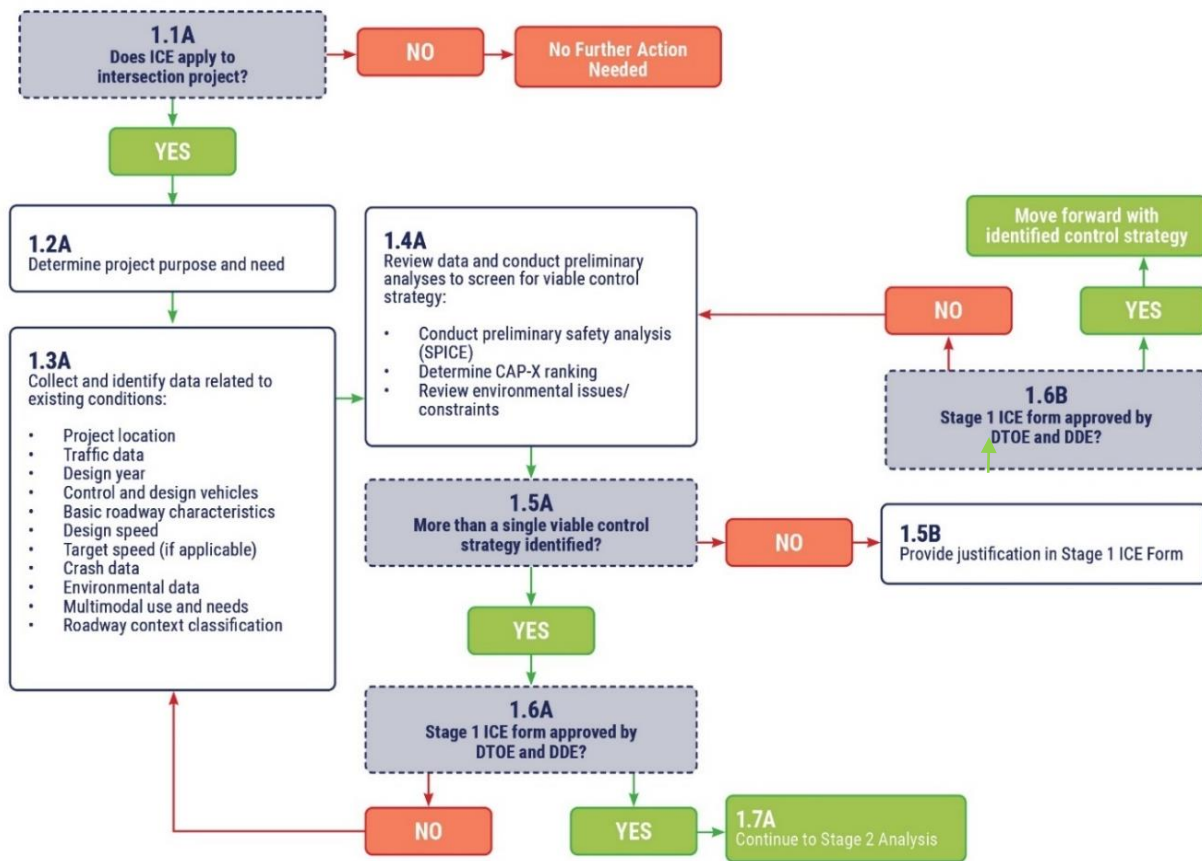 1.1A
Does ICE apply to
intersection project?
NO
No Further Action
Needed
YES
1.2A
Determine project purpose and need
1.3A
Collect and identify data related to
existing conditions:
• Project location
• Traffic data
• Design year
• Control and design vehicles
• Basic roadway characteristics
• Design speed
• Target speed (if applicable)
• Crash data
• Environmental data
• Multimodal use and needs
• Roadway context classification
1.4A
Review data and conduct preliminary
analyses to screen for viable control
strategy:
• Conduct preliminary safety analysis
(SPICE)
• Determine CAP-X ranking
• Review environmental issues/
constraints
1.5A
More than a single viable control
strategy identified?
NO
1.5B
Provide justification in Stage 1 ICE Form
1.6B
Stage 1 ICE form approved by
DTOE and DDE?
NO
YES
Move forward with
identified control strategy
YES
1.6A
Stage 1 ICE form approved by
DTOE and DDE?
NO
YES
1.7A
Continue to Stage 2 Analysis